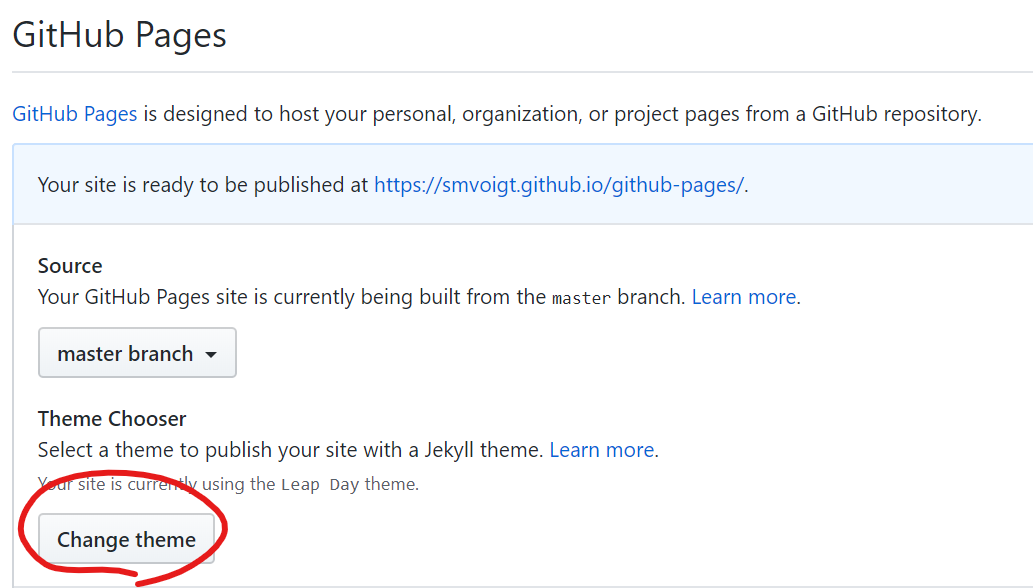 GitHub Pages
GitHub Pages is designed to host your personal, organization, or project pages from a GitHub repository.
Your site is ready to be published at https://smvoigt.github.io/github-pages/.
Source
Your GitHub Pages site is currently being built from the master branch. Learn more.
master branch
Theme Chooser
Select a theme to publish your site with a Jekyll theme. Learn more.
Your site is currently using the Leap Day theme.
Change theme